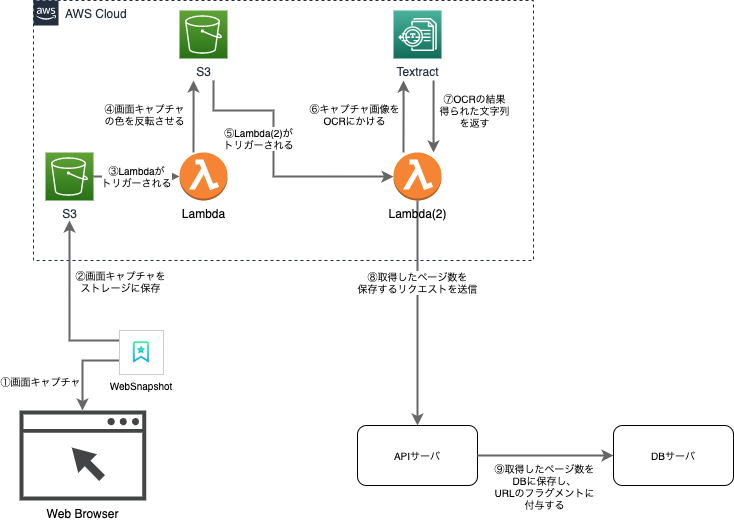 aws
AWS Cloud
S3
Textract
④画面キャプチャ
の色を反転させる
⑤Lambda(2)が
トリガーされる
⑥キャプチャ画像を
OCRにかける
⑦OCRの結果
得られた文字列
を返す
③Lambdaが
トリガーされる
S3
Lambda
Lambda(2)
②画面キャプチャを
ストレージに保存
⑧取得したページ数を
保存するリクエストを送信
①画面キャプチャ
WebSnapshot
Web Browser
APIサーバ
DBサーバ
⑨取得したページ数を
DBに保存し、
URLのフラグメントに
付与する